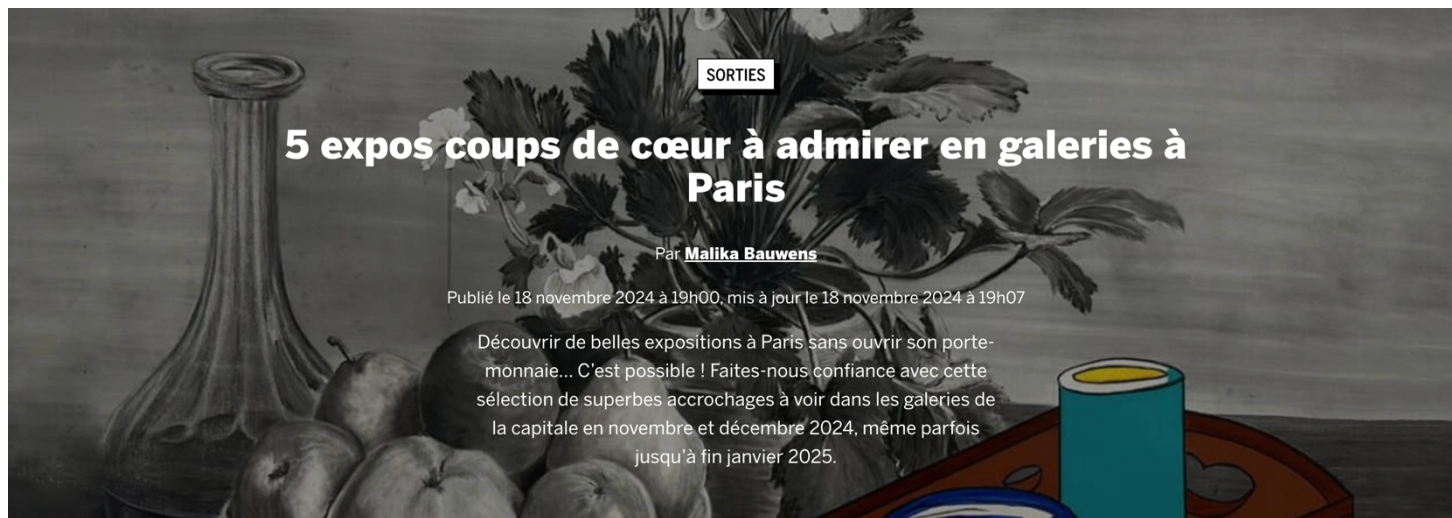 SORTIES
5 expos coups de cœur à admirer en galeries à
Paris
Par Malika Bauwens
Publié le 18 novembre 2024 à 19h00, mis à jour le 18 novembre 2024 à 19h07
Découvrir de belles expositions à Paris sans ouvrir son porte-
monnaie… C'est possible ! Faites-nous confiance avec cette
sélection de superbes accrochages à voir dans les galeries de
la capitale en novembre et décembre 2024, même parfois
jusqu'à fin janvier 2025.